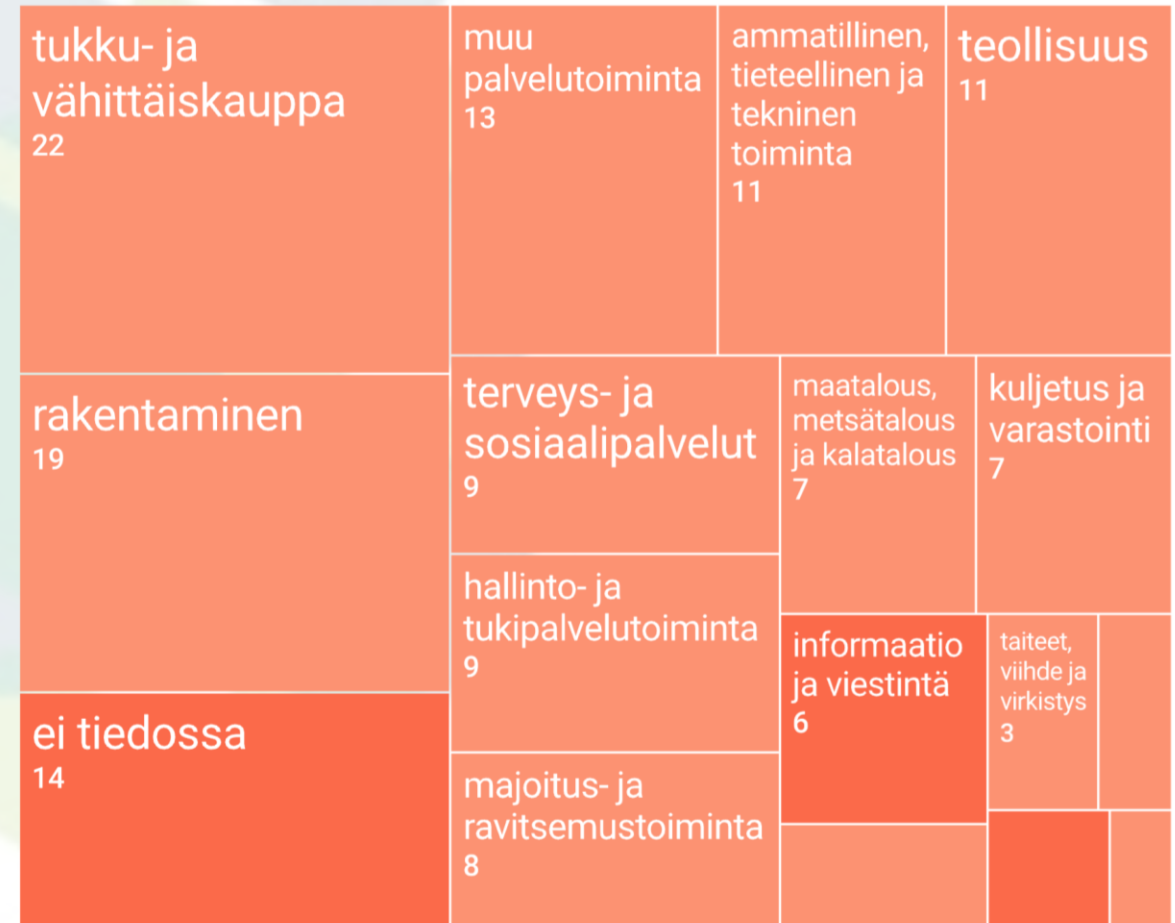 tukku- ja
vähittäiskauppa
22
rakentaminen
19
ei tiedossa
14
muu
palvelutoiminta
13
ammatillinen,
tieteellinen ja
tekninen
toiminta
11
teollisuus
11
terveys- ja
sosiaalipalvelut
9
hallinto- ja
tukipalvelutoiminta
9
majoitus- ja
ravitsemustoiminta
8
maatalous,
metsätalous
ja kalatalous
7
kuljetus ja
varastointi
7
informaatio
ja viestintä
6
taiteet,
viihde ja
virkistys
3